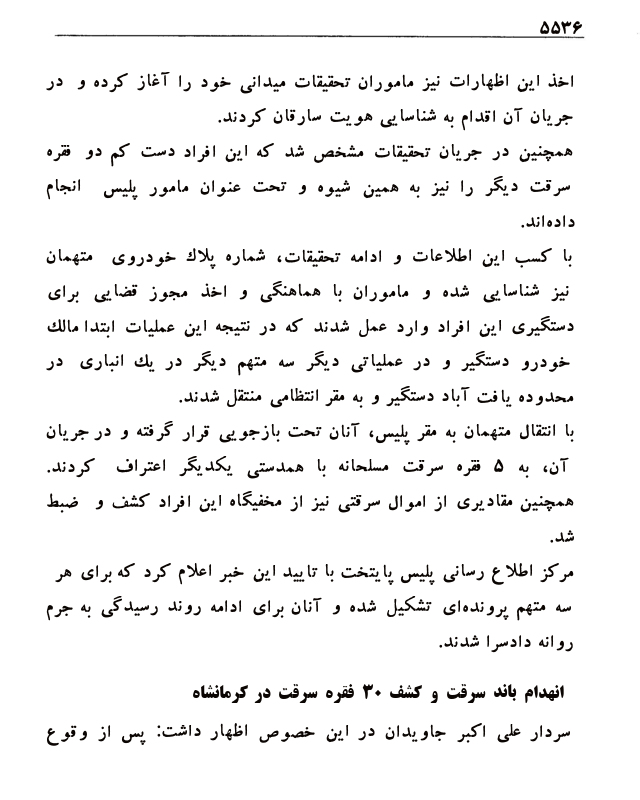 ۵۵۳۶
اخذ این اظهارات نیز ماموران تحقیقات میدانی خود را آغاز کرده و در
جریان آن اقدام به شناسایی هویت سارقان کردند.
همچنین در جریان تحقیقات مشخص شد که این افراد دست کم دو فقره
سرقت دیگر را نیز به همین شیوه و تحت عنوان مامور پلیس انجام
داده‌اند.
با کسب این اطلاعات و ادامه تحقیقات، شماره پلاك خودروی متهمان
نیز شناسایی شده و ماموران با هماهنگی و اخذ مجوز قضایی برای
دستگیری این افراد وارد عمل شدند که در نتیجه این عملیات ابتدا مالك
خودرو دستگیر و در عملیاتی دیگر سه متهم دیگر در یك انباری در
محدوده یافت آباد دستگیر و به مقر انتظامی منتقل شدند.
با انتقال متهمان به مقر پلیس، آنان تحت بازجویی قرار گرفته و در جریان
آن، به ۵ فقره سرقت مسلحانه با همدستی یکدیگر اعتراف کردند.
همچنین مقادیری از اموال سرقتی نیز از مخفیگاه این افراد کشف و ضبط
شد.
مرکز اطلاع رسانی پلیس پایتخت با تایید این خبر اعلام کرد که برای هر
سه متهم پرونده‌ای تشکیل شده و آنان برای ادامه روند رسیدگی به جرم
روانه دادسرا شدند.
انهدام باند سرقت و کشف ۳۰ فقره سرقت در کرمانشاه
سردار علی اکبر جاویدان در این خصوص اظهار داشت: پس از وقوع